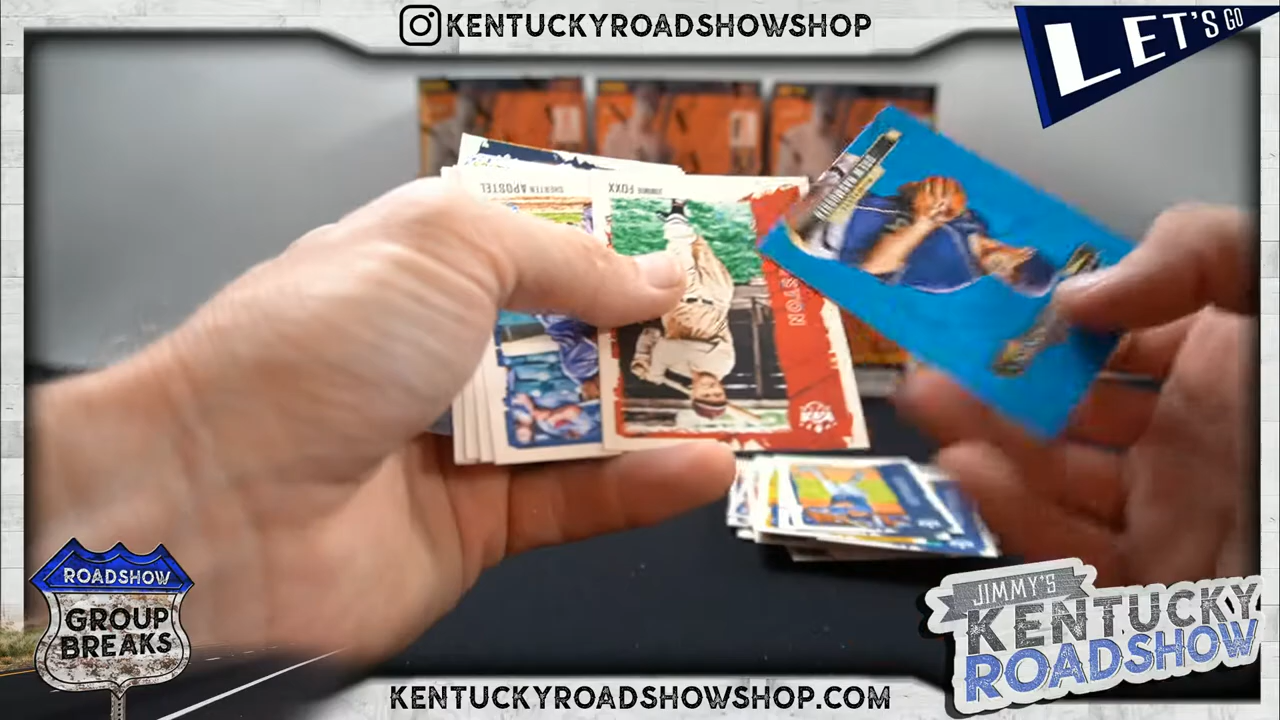 KENTUCKYROADSHOWSHOP
LET'S GO
SHERTEN APOSTEL
JIMMIE FOXX
ROADSHOW
GROUP
BREAKS
JIMMY'S
KENTUCKY
ROADSHOW
KENTUCKYROADSHOWSHOP.COM